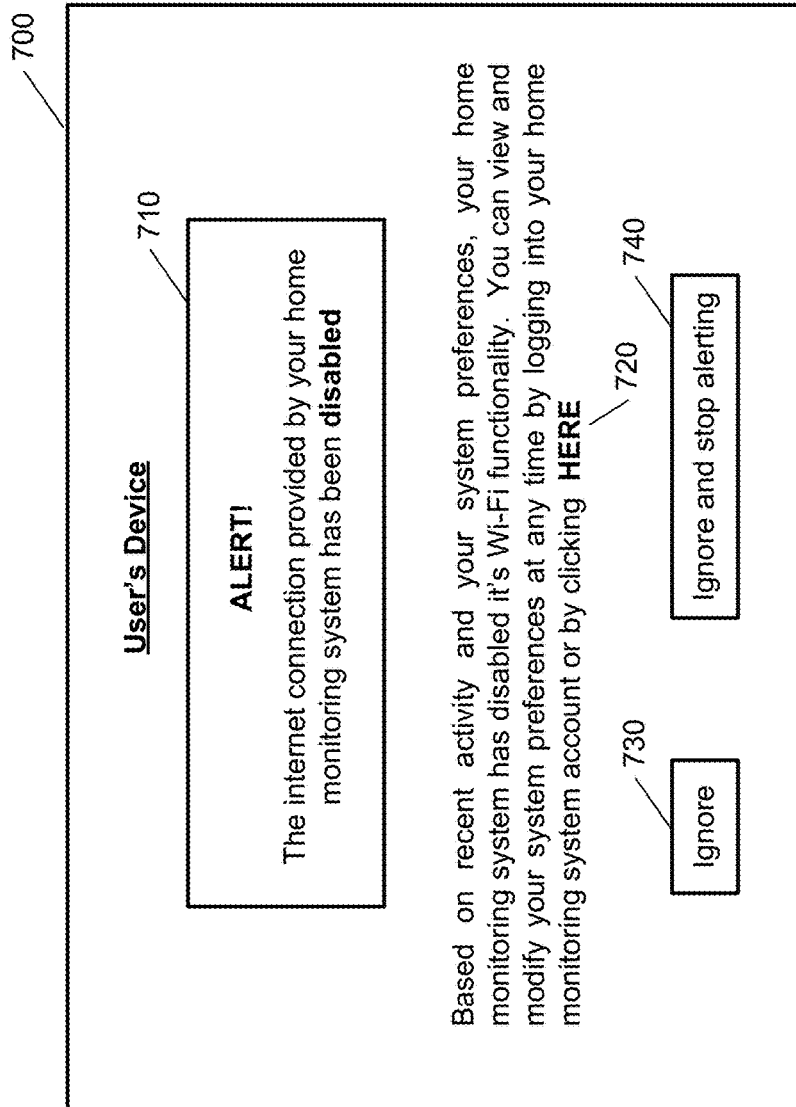 700
User's Device
710
ALERT!
The internet connection provided by your home
monitoring system has been disabled
Based on recent activity and your system preferences, your home
monitoring system has disabled it's Wi-Fi functionality. You can view and
modify your system preferences at any time by logging into your home
monitoring system account or by clicking HERE
720
730
Ignore
740
Ignore and stop alerting